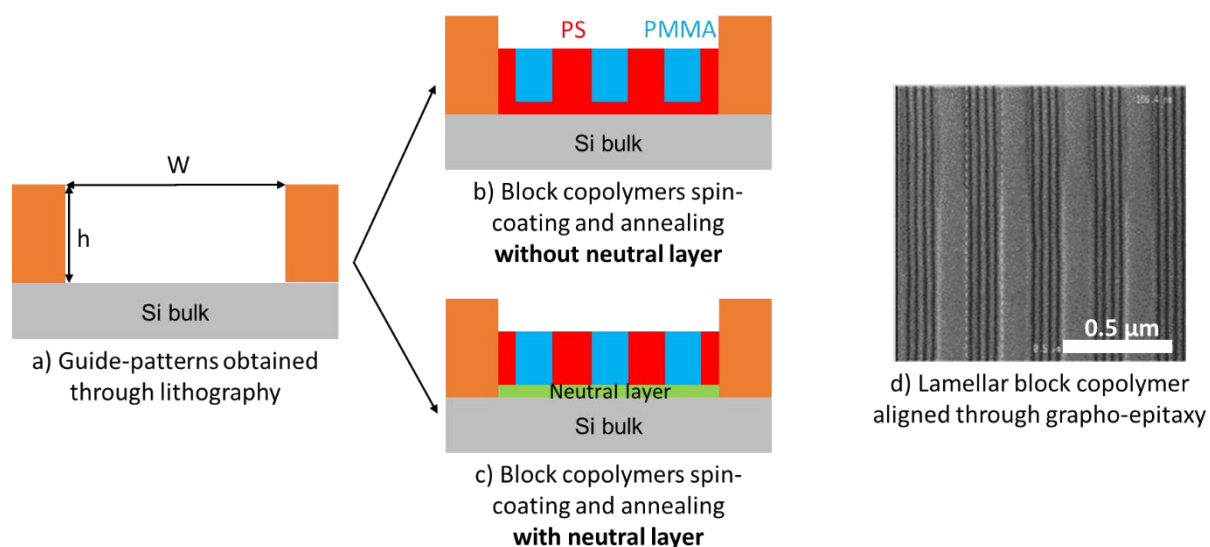 W
h
Si bulk
a) Guide-patterns obtained
through lithography
PS
PMMA
Si bulk
b) Block copolymers spin-
coating and annealing
without neutral layer
Neutral layer
Si bulk
c) Block copolymers spin-
coating and annealing
with neutral layer
0.5 μm
d) Lamellar block copolymer
aligned through grapho-epitaxy